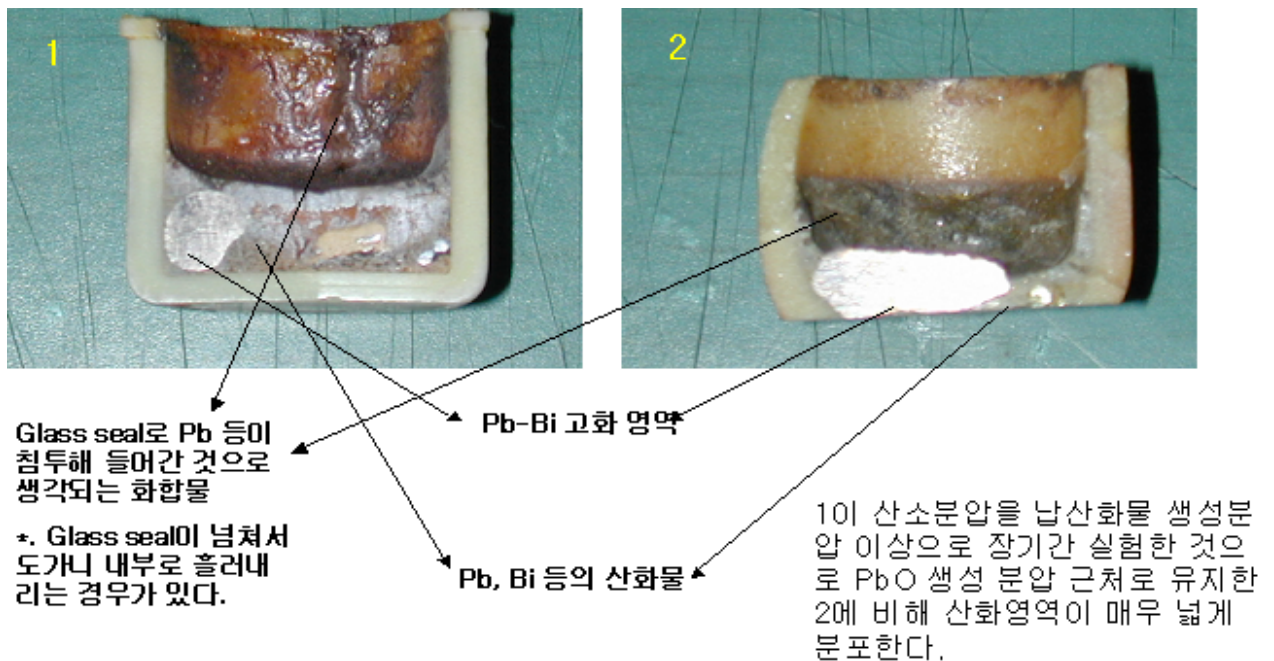 1
2
Glass seal로 Pb 등이
침투해 들어간 것으로
생각되는 화합물
*. Glass seal이 넘쳐서
도가니 내부로 흘러내
리는 경우가 있다.
Pb-Bi 고화 영역
Pb, Bi 등의 산화물
1이 산소분압을 납산화물 생성분
압 이상으로 장기간 실험한 것으
로 PbO 생성 분압 근처로 유지한
2에 비해 산화영역이 매우 넓게
분포한다.